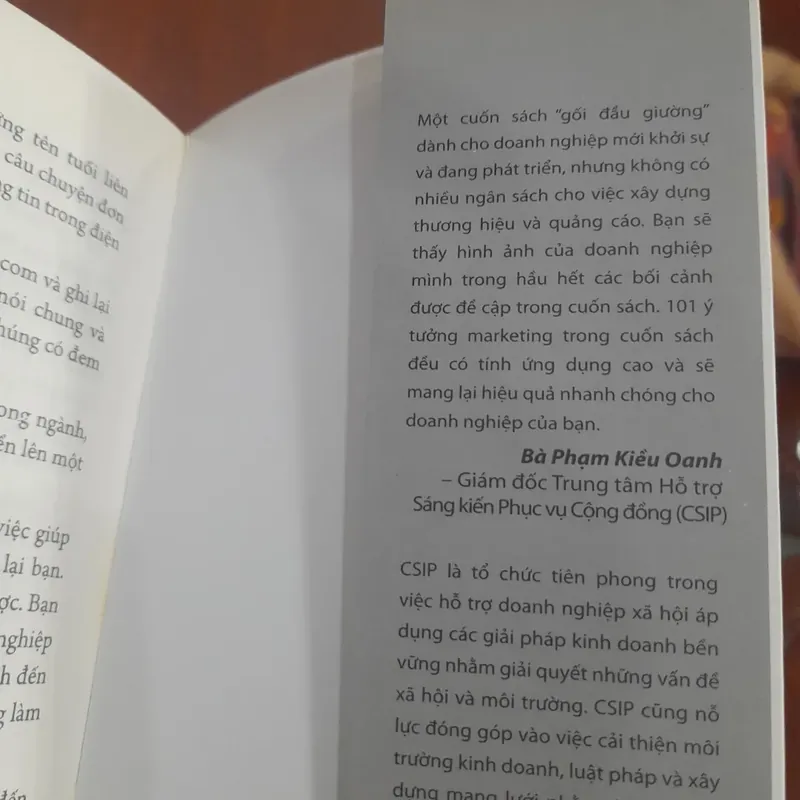 ững tên tuổi liên
câu chuyện đơn
g tin trong điện
com và ghi lại
nói chung và
húng có đem
ong ngành,
ển lên một
việc giúp
lại bạn.
ợc. Bạn
nghiệp
h đến
g làm
đến
Một cuốn sách “gối đầu giường”
dành cho doanh nghiệp mới khởi sự
và đang phát triển, nhưng không có
nhiều ngân sách cho việc xây dựng
thương hiệu và quảng cáo. Bạn sẽ
thấy hình ảnh của doanh nghiệp
mình trong hầu hết các bối cảnh
được đề cập trong cuốn sách. 101 ý
tưởng marketing trong cuốn sách
đều có tính ứng dụng cao và sẽ
mang lại hiệu quả nhanh chóng cho
doanh nghiệp của bạn.
Bà Phạm Kiều Oanh
– Giám đốc Trung tâm Hỗ trợ
Sáng kiến Phục vụ Cộng đồng (CSIP)
CSIP là tổ chức tiên phong trong
việc hỗ trợ doanh nghiệp xã hội áp
dụng các giải pháp kinh doanh bền
vững nhằm giải quyết những vấn đề
xã hội và môi trường. CSIP cũng nỗ
lực đóng góp vào việc cải thiện môi
trường kinh doanh, luật pháp và xây
dựng mạng lưới